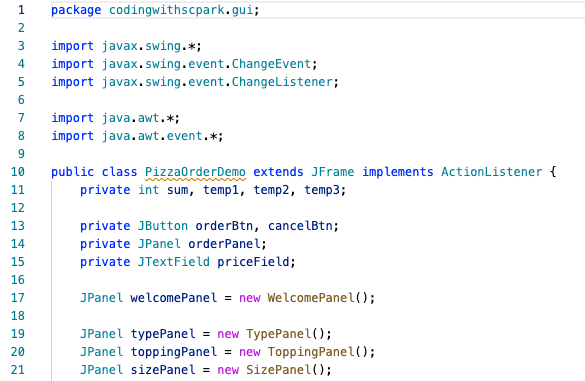 1 package codingwithscpark.gui;
2
3 import javax.swing.*;
4 import javax.swing.event.ChangeEvent;
5 import javax.swing.event.ChangeListener;
6
7 import java.awt.*;
8 import java.awt.event.*;
9
10 public class PizzaOrderDemo extends JFrame implements ActionListener {
11     private int sum, temp1, temp2, temp3;
12
13     private JButton orderBtn, cancelBtn;
14     private JPanel orderPanel;
15     private JTextField priceField;
16
17     JPanel welcomePanel = new WelcomePanel();
18
19     JPanel typePanel = new TypePanel();
20     JPanel toppingPanel = new ToppingPanel();
21     JPanel sizePanel = new SizePanel();